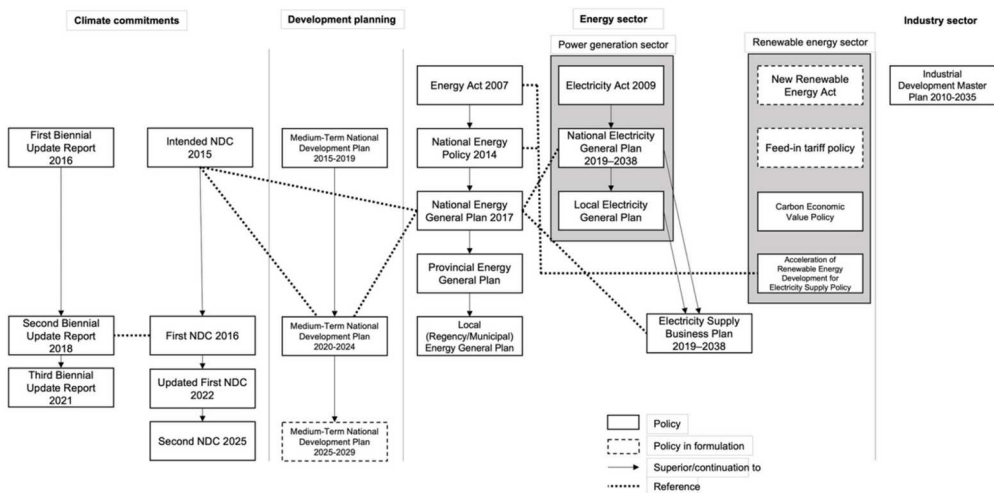 Climate commitments
Development planning
Energy sector
Industry sector
Power generation sector
Renewable energy sector
Energy Act 2007
Electricity Act 2009
New Renewable
Energy Act
Industrial
Development Master
Plan 2010-2035
First Biennial
Update Report
2016
Intended NDC
2015
Medium-Term National
Development Plan
2015-2019
National Energy
Policy 2014
National Electricity
General Plan
2019–2038
Feed-in tariff policy
National Energy
General Plan 2017
Local Electricity
General Plan
Carbon Economic
Value Policy
Provincial Energy
General Plan
Acceleration of
Renewable Energy
Development for
Electricity Supply Policy
Second Biennial
Update Report
2018
First NDC 2016
Medium-Term National
Development Plan
2020-2024
Local
(Regency/Municipal)
Energy General Plan
Electricity Supply
Business Plan
2019–2038
Third Biennial
Update Report
2021
Updated First NDC
2022
Second NDC 2025
Medium-Term National
Development Plan
2025-2029
Policy
Policy in formulation
Superior/continuation to
Reference